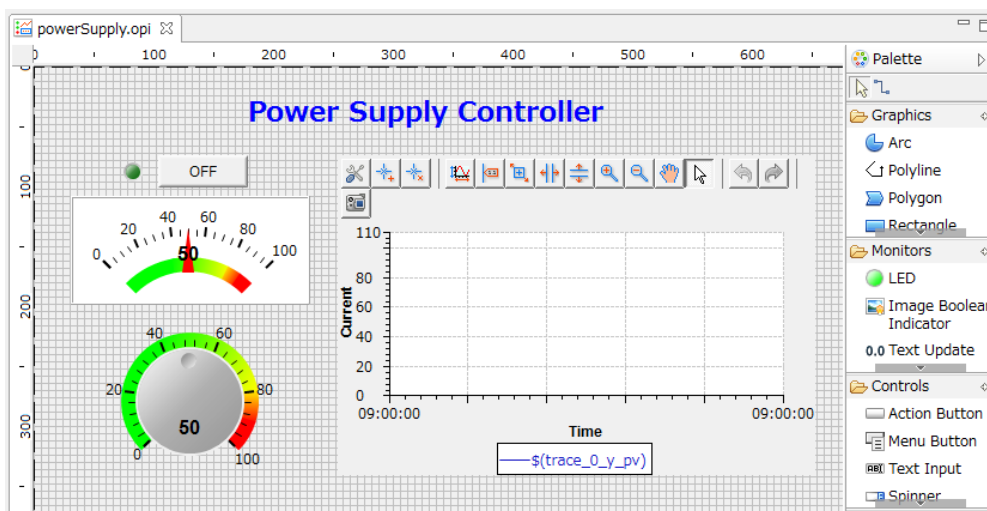 powerSupply.opi
0 100 200 300 400 500 600
Palette
Power Supply Controller
Graphics
Arc
Polyline
Polygon
Rectangle
OFF
100
0 20 40 60 80 100
50
Monitors
LED
Image Boolean
Indicator
0.0 Text Update
200
110
80
60
40
20
0
Current
09:00:00 09:00:00
Time
$(trace_0_y_pv)
0 20 40 60 80 100
50
300
Controls
Action Button
Menu Button
Text Input
Spinner